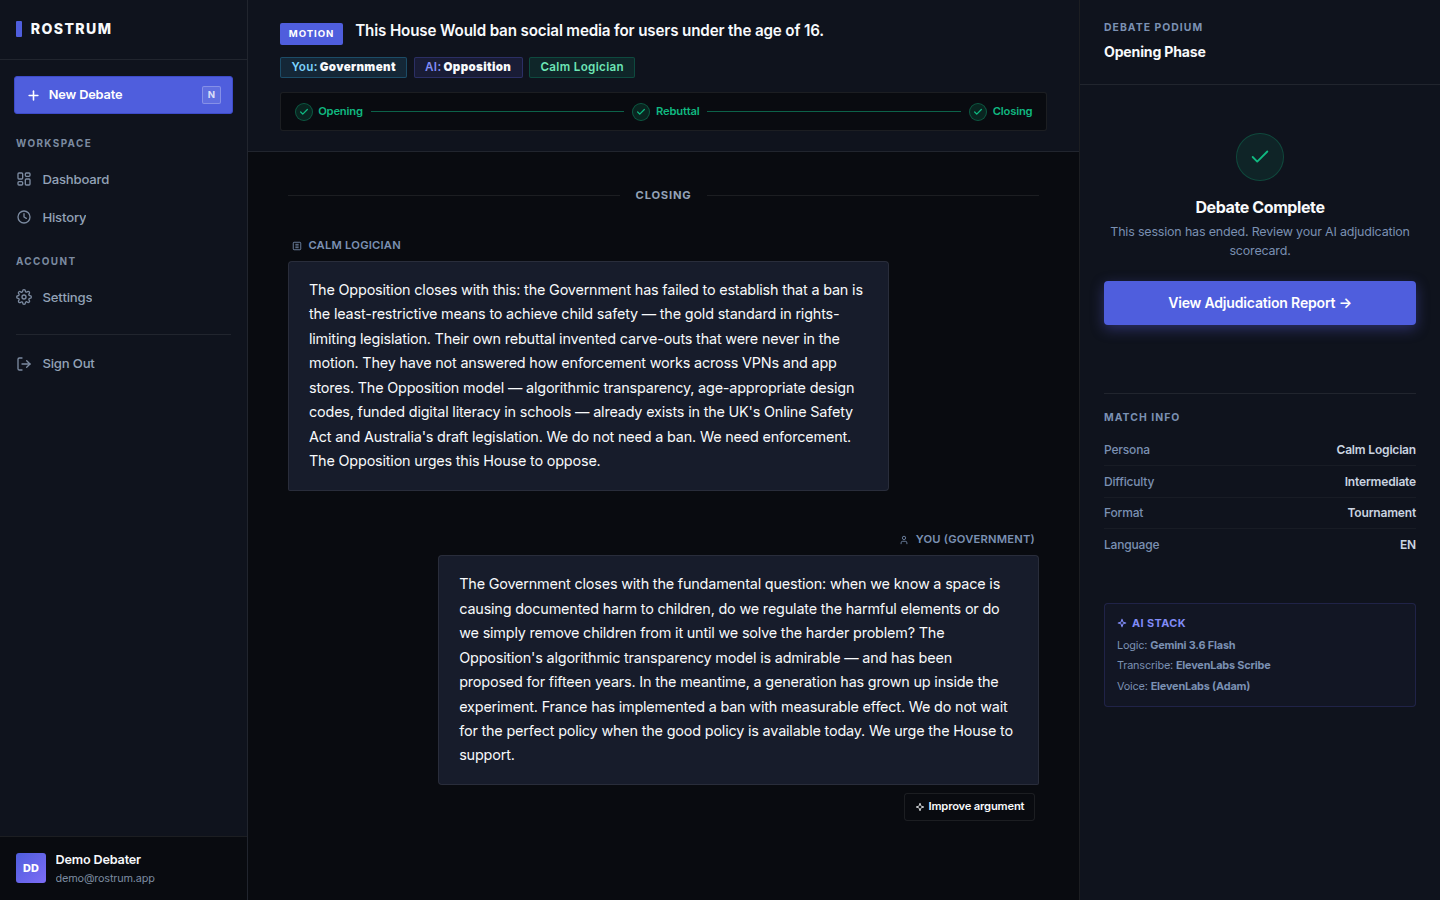 ROSTRUM
New Debate
N
WORKSPACE
Dashboard
History
ACCOUNT
Settings
Sign Out
DD
Demo Debater
demo@rostrum.app
MOTION
This House Would ban social media for users under the age of 16.
You: Government
AI: Opposition
Calm Logician
Opening
Rebuttal
Closing
CLOSING
CALM LOGICIAN
The Opposition closes with this: the Government has failed to establish that a ban is
the least-restrictive means to achieve child safety — the gold standard in rights-
limiting legislation. Their own rebuttal invented carve-outs that were never in the
motion. They have not answered how enforcement works across VPNs and app
stores. The Opposition model — algorithmic transparency, age-appropriate design
codes, funded digital literacy in schools — already exists in the UK's Online Safety
Act and Australia's draft legislation. We do not need a ban. We need enforcement.
The Opposition urges this House to oppose.
YOU (GOVERNMENT)
The Government closes with the fundamental question: when we know a space is
causing documented harm to children, do we regulate the harmful elements or do
we simply remove children from it until we solve the harder problem? The
Opposition's algorithmic transparency model is admirable — and has been
proposed for fifteen years. In the meantime, a generation has grown up inside the
experiment. France has implemented a ban with measurable effect. We do not wait
for the perfect policy when the good policy is available today. We urge the House to
support.
Improve argument
DEBATE PODIUM
Opening Phase
Debate Complete
This session has ended. Review your AI adjudication
scorecard.
View Adjudication Report →
MATCH INFO
Persona Calm Logician
Difficulty Intermediate
Format Tournament
Language EN
AI STACK
Logic: Gemini 3.6 Flash
Transcribe: ElevenLabs Scribe
Voice: ElevenLabs (Adam)